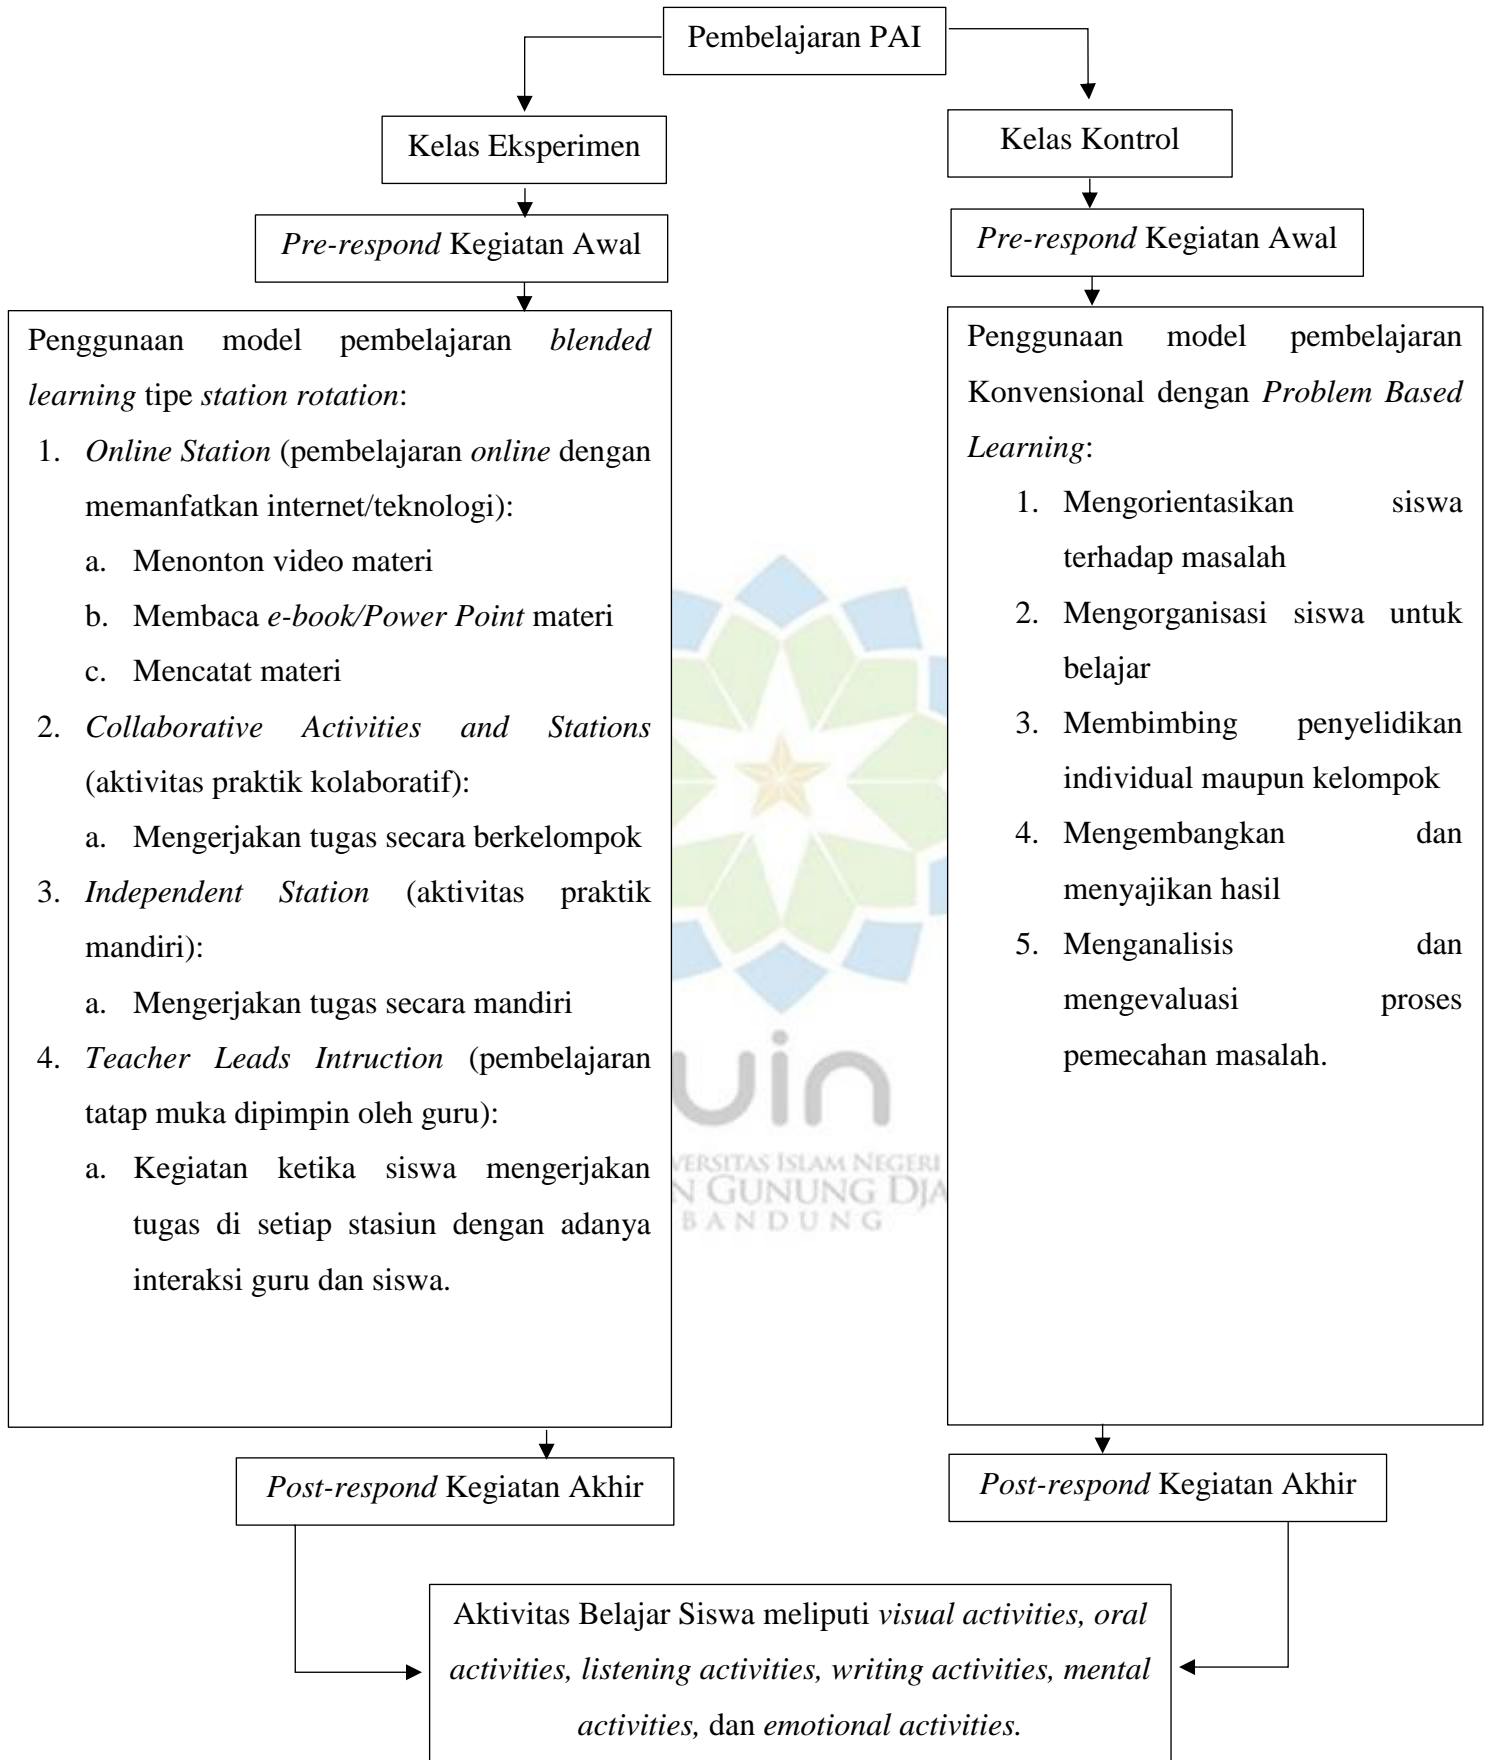 Pembelajaran PAI
Kelas Eksperimen
Pre-respond Kegiatan Awal
Penggunaan model pembelajaran blended
learning tipe station rotation:
1. Online Station (pembelajaran online dengan
memanfatkan internet/teknologi):
a. Menonton video materi
b. Membaca e-book/Power Point materi
c. Mencatat materi
2. Collaborative Activities and Stations
(aktivitas praktik kolaboratif):
a. Mengerjakan tugas secara berkelompok
3. Independent Station (aktivitas praktik
mandiri):
a. Mengerjakan tugas secara mandiri
4. Teacher Leads Intruction (pembelajaran
tatap muka dipimpin oleh guru):
a. Kegiatan ketika siswa mengerjakan
tugas di setiap stasiun dengan adanya
interaksi guru dan siswa.
Post-respond Kegiatan Akhir
Kelas Kontrol
Pre-respond Kegiatan Awal
Penggunaan model pembelajaran
Konvensional dengan Problem Based
Learning:
1. Mengorientasikan siswa
terhadap masalah
2. Mengorganisasi siswa untuk
belajar
3. Membimbing penyelidikan
individual maupun kelompok
4. Mengembangkan dan
menyajikan hasil
5. Menganalisis dan
mengevaluasi proses
pemecahan masalah.
Post-respond Kegiatan Akhir
Aktivitas Belajar Siswa meliputi visual activities, oral
activities, listening activities, writing activities, mental
activities, dan emotional activities.
uin
VERSITAS ISLAM NEGERI
N GUNUNG DJA
BANDUNG